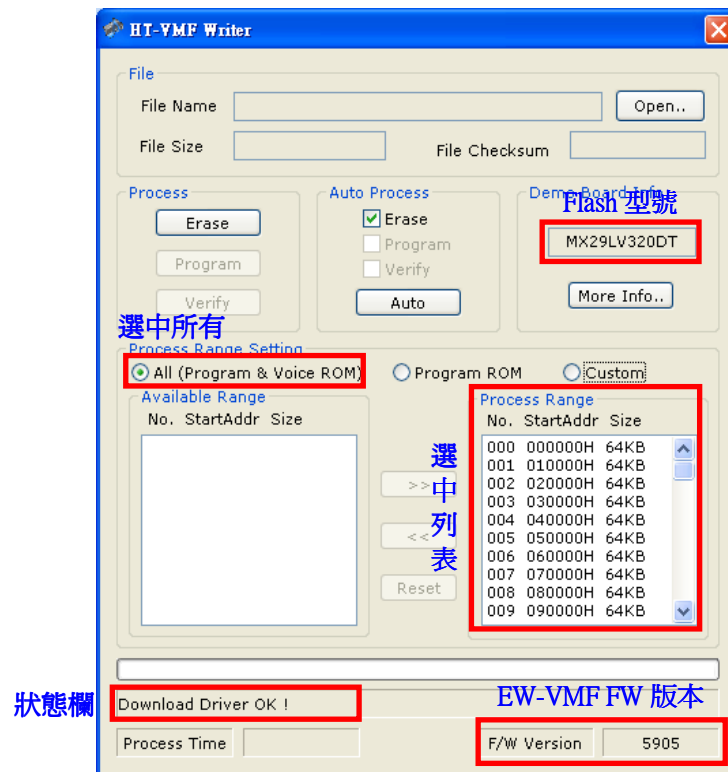 HT-VMF Writer
File
File Name
Open..
File Size
File Checksum
Process
Auto Process
Demo Board Info
Flash 型號
Erase
Erase
MX29LV320DT
Program
Program
Verify
Verify
Auto
More Info..
選中所有
Process Range Setting
All (Program & Voice ROM)
Program ROM
Custom
Available Range
Process Range
No. StartAddr Size
No. StartAddr Size
000 000000H 64KB
001 010000H 64KB
002 020000H 64KB
003 030000H 64KB
004 040000H 64KB
005 050000H 64KB
006 060000H 64KB
007 070000H 64KB
008 080000H 64KB
009 090000H 64KB
>>
<<
Reset
選中列表
狀態欄
Download Driver OK !
EW-VMF FW 版本
Process Time
F/W Version
5905